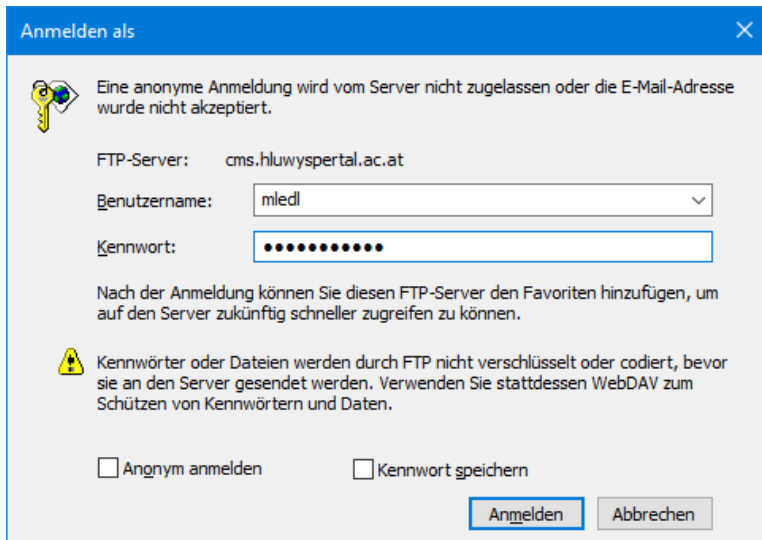 Anmelden als
Eine anonyme Anmeldung wird vom Server nicht zugelassen oder die E-Mail-Adresse
wurde nicht akzeptiert.
FTP-Server: cms.hluwyspertal.ac.at
Benutzername: mledl
Kennwort: ●●●●●●●●●●●
Nach der Anmeldung können Sie diesen FTP-Server den Favoriten hinzufügen, um
auf den Server zukünftig schneller zugreifen zu können.
Kennwörter oder Dateien werden durch FTP nicht verschlüsselt oder codiert, bevor
sie an den Server gesendet werden. Verwenden Sie stattdessen WebDAV zum
Schützen von Kennwörtern und Daten.
Anonym anmelden Kennwort speichern
Anmelden Abbrechen